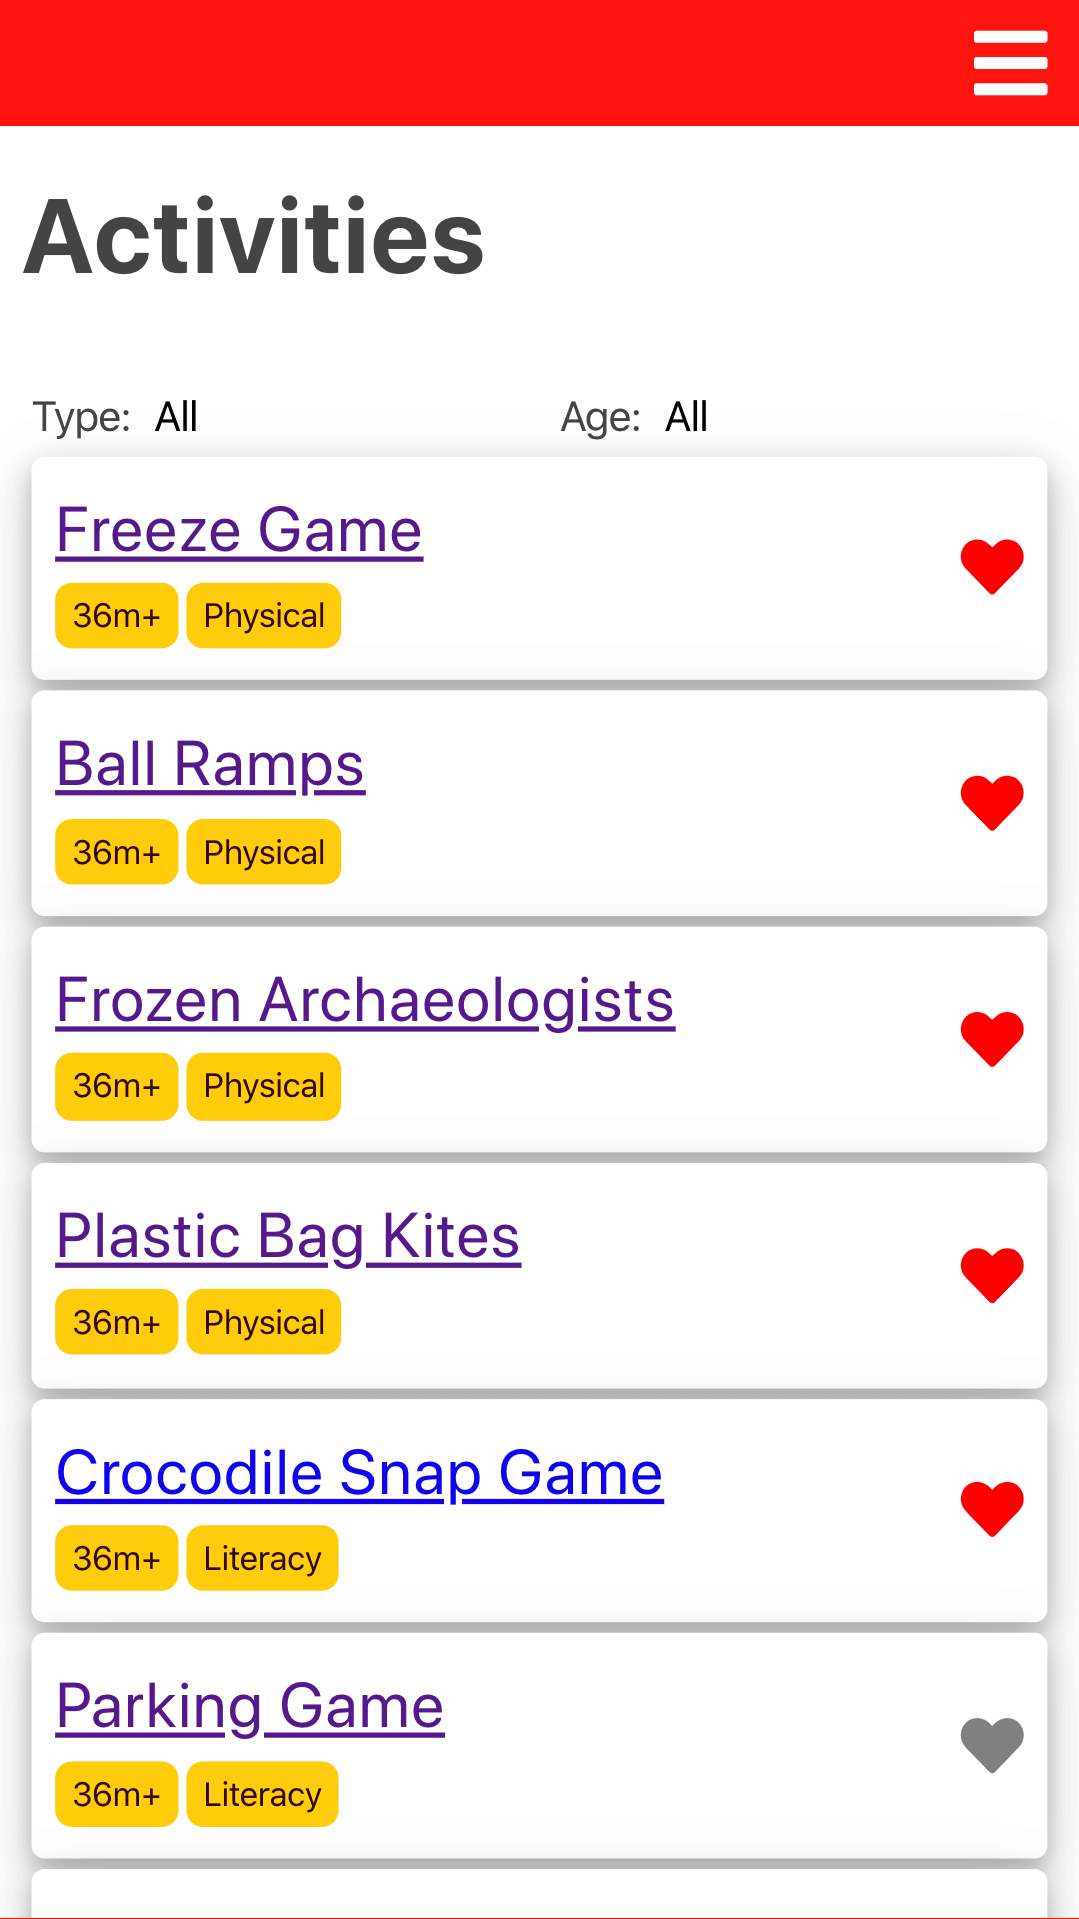 Activities
Type: All Age: All
Freeze Game
36m+ Physical
Ball Ramps
36m+ Physical
Frozen Archaeologists
36m+ Physical
Plastic Bag Kites
36m+ Physical
Crocodile Snap Game
36m+ Literacy
Parking Game
36m+ Literacy